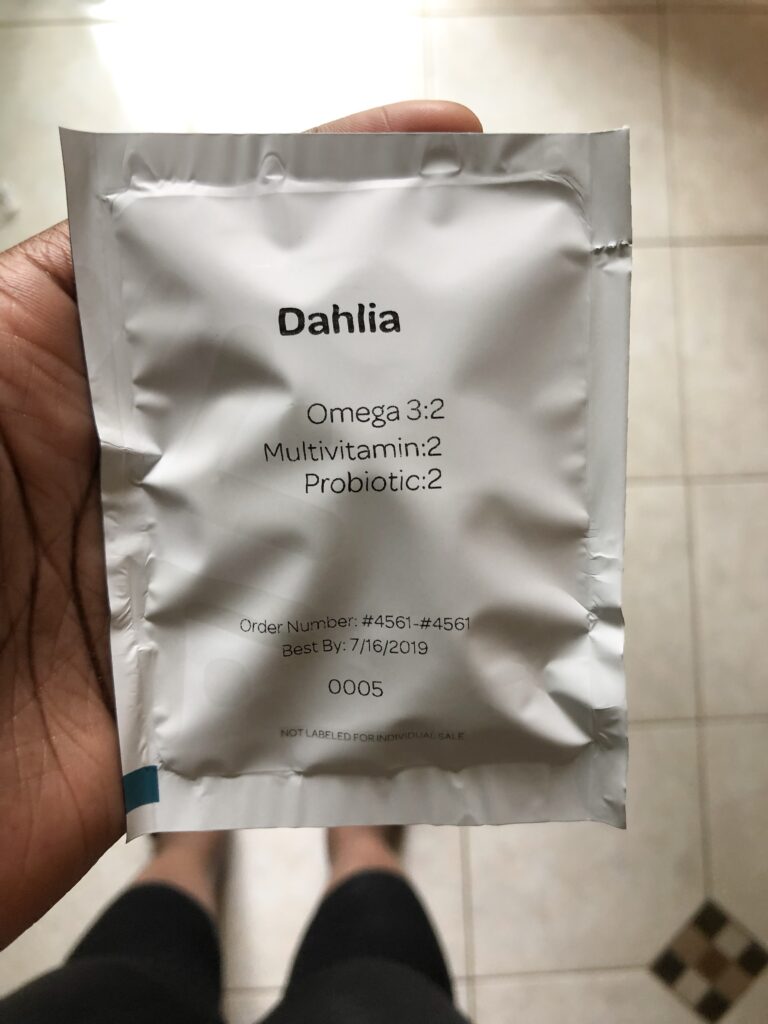 Dahlia
Omega 3:2
Multivitamin:2
Probiotic:2
Order Number: #4561-#4561
Best By: 7/16/2019
0005
NOT LABELED FOR INDIVIDUAL SALE